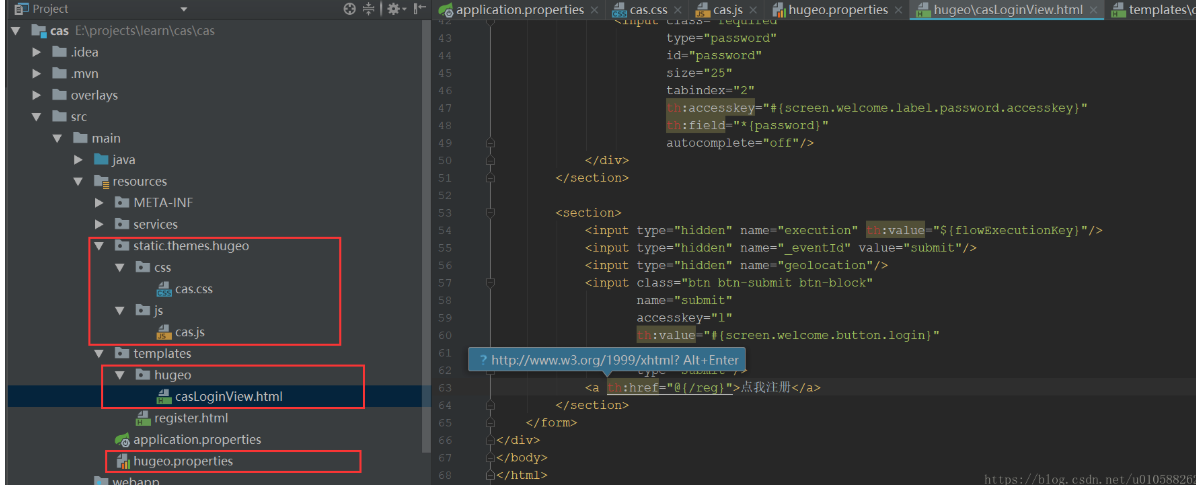 Project
application.properties
cas.css
cas.js
hugeo.properties
hugeo\casLoginView.html
templates\c
cas E:\projects\learn\cas\cas
.idea
.mvn
overlays
src
main
java
resources
META-INF
services
static.themes.hugeo
css
cas.css
js
cas.js
templates
hugeo
casLoginView.html
register.html
application.properties
hugeo.properties
webapp
42 <input class="required"
43 type="password"
44 id="password"
45 size="25"
46 tabindex="2"
47 th:accesskey="#{screen.welcome.label.password.accesskey}"
48 th:field="*{password}"
49 autocomplete="off"/>
50 </div>
51 </section>
52
53 <section>
54 <input type="hidden" name="execution" th:value="${flowExecutionKey}"/>
55 <input type="hidden" name="_eventId" value="submit"/>
56 <input type="hidden" name="geolocation"/>
57 <input class="btn btn-submit btn-block"
58 name="submit"
59 accesskey="l"
60 th:value="#{screen.welcome.button.login}"
61
? http://www.w3.org/1999/xhtml? Alt+Enter
62 type="submit"/>
63 <a th:href="@{/reg}">点我注册</a>
64 </section>
65 </form>
66 </div>
67 </body>
68 </html>
https://blog.csdn.net/u010588262